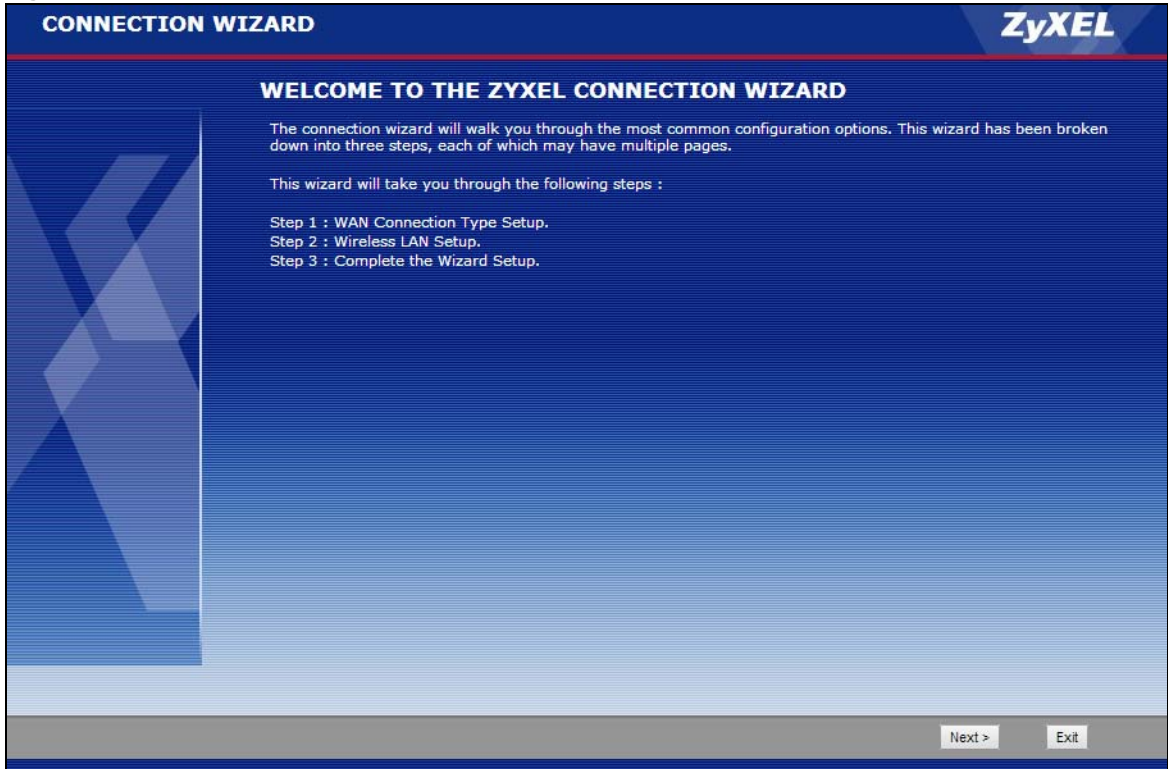 CONNECTION WIZARD
ZyXEL
WELCOME TO THE ZYXEL CONNECTION WIZARD
The connection wizard will walk you through the most common configuration options. This wizard has been broken
down into three steps, each of which may have multiple pages.
This wizard will take you through the following steps :
Step 1 : WAN Connection Type Setup.
Step 2 : Wireless LAN Setup.
Step 3 : Complete the Wizard Setup.
Next >
Exit